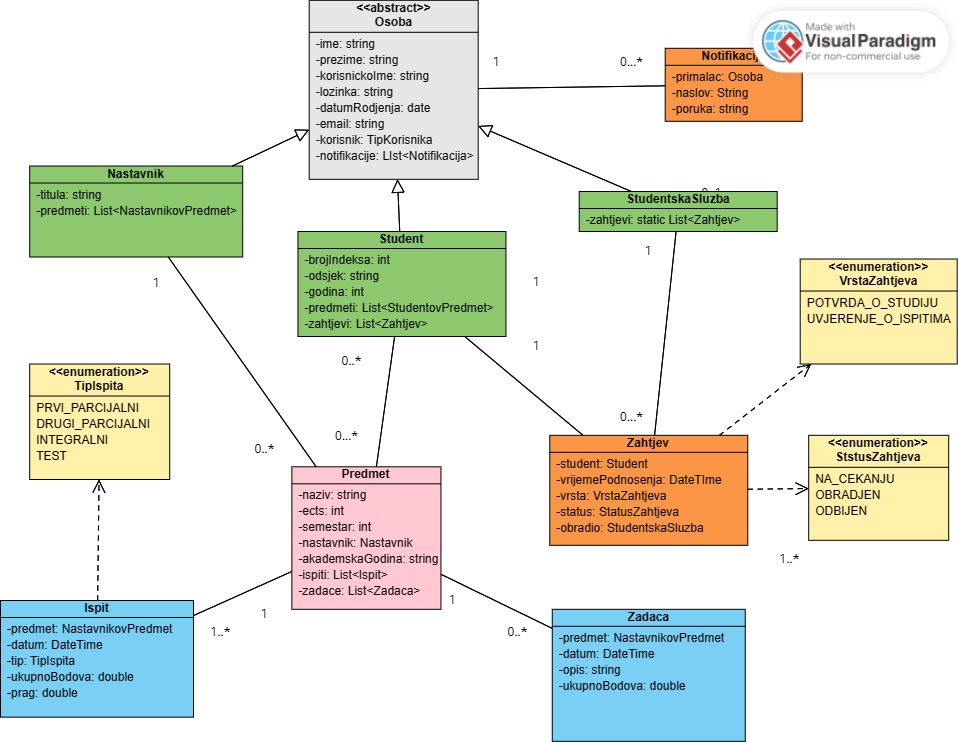 <<abstract>>
Osoba
-ime: string
-prezime: string
-korisnickoIme: string
-lozinka: string
-datumRodjenja: date
-email: string
-korisnik: TipKorisnika
-notifikacije: LIst<Notifikacija>
1
0...*
Made with
VisualParadigm
For non-commercial use
-primalac: Osoba
-naslov: String
-poruka: string
Nastavnik
-titula: string
-predmeti: List<NastavnikovPredmet>
StudentskaSluzba
-zahtjevi: static List<Zahtjev>
Student
-brojIndeksa: int
-odsjek: string
-godina: int
-predmeti: List<StudentovPredmet>
-zahtjevi: List<Zahtjev>
1
1
1
1
<<enumeration>>
VrstaZahtjeva
POTVRDA_O_STUDIJU
UVJERENJE_O_ISPITIMA
<<enumeration>>
TipIspita
PRVI_PARCIJALNI
DRUGI_PARCIJALNI
INTEGRALNI
TEST
0..*
0...*
0..*
0...*
Predmet
-naziv: string
-ects: int
-semestar: int
-nastavnik: Nastavnik
-akademskaGodina: string
-ispiti: List<Ispit>
-zadace: List<Zadaca>
Zahtjev
-student: Student
-vrijemePodnosenja: DateTIme
-vrsta: VrstaZahtjeva
-status: StatusZahtjeva
-obradio: StudentskaSluzba
<<enumeration>>
StstusZahtjeva
NA_CEKANJU
OBRADJEN
ODBIJEN
1..*
Ispit
-predmet: NastavnikovPredmet
-datum: DateTime
-tip: TipIspita
-ukupnoBodova: double
-prag: double
1..*
1
1
0..*
Zadaca
-predmet: NastavnikovPredmet
-datum: DateTime
-opis: string
-ukupnoBodova: double